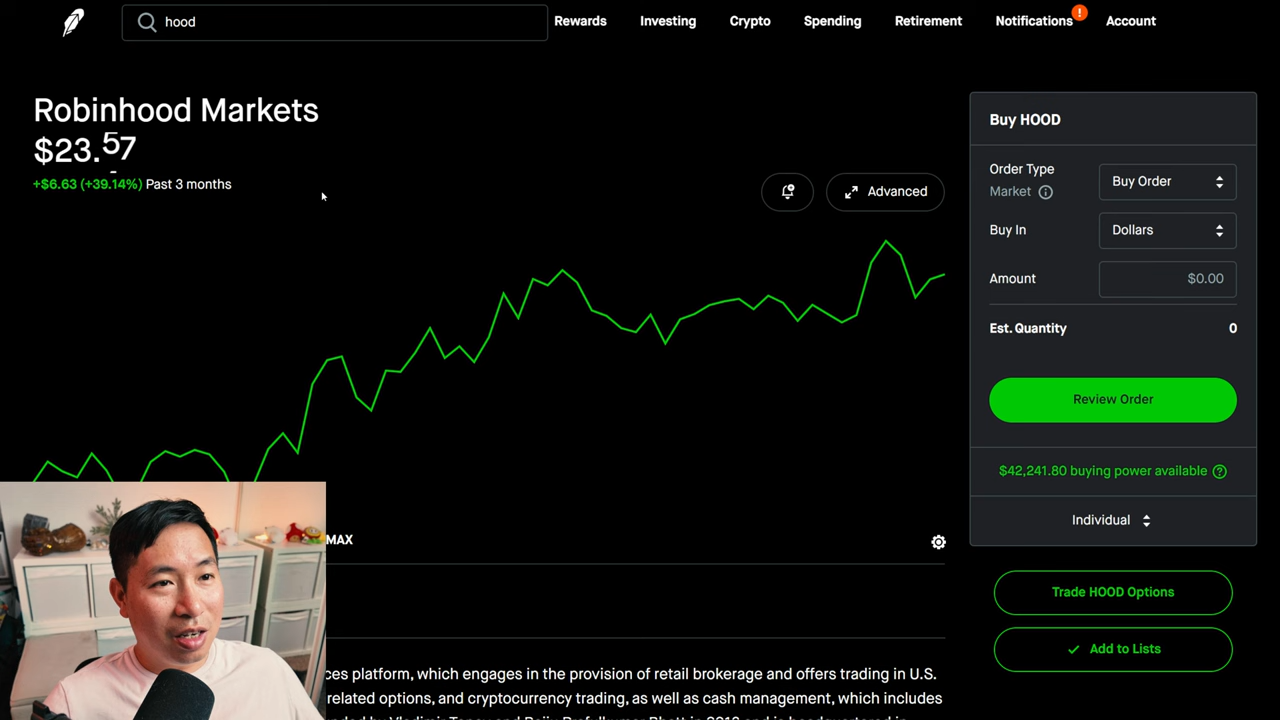 hood
Rewards
Investing
Crypto
Spending
Retirement
Notifications
!
Account
Robinhood Markets
$23.57
+$6.63 (+39.14%) Past 3 months
Advanced
Buy HOOD
Order Type
Market
Buy Order
Buy In
Dollars
Amount
$0.00
Est. Quantity
0
Review Order
$42,241.80 buying power available
Individual
Trade HOOD Options
Add to Lists
MAX
ces platform, which engages in the provision of retail brokerage and offers trading in U.S.
related options, and cryptocurrency trading, as well as cash management, which includes